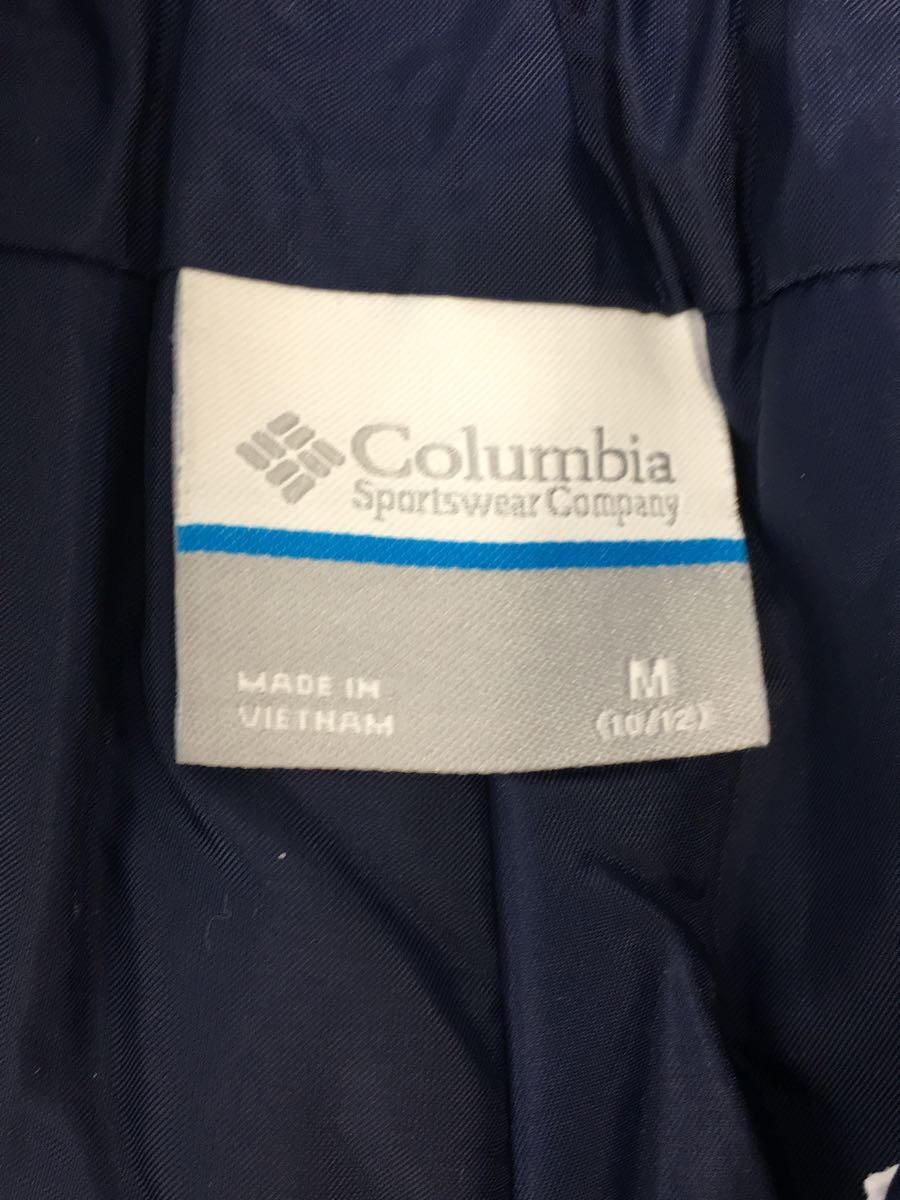 Columbia
Sportswear Company
MADE IN
VIETNAM
M
(10/12)